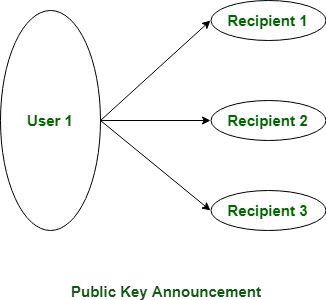 Recipient 1
User 1
Recipient 2
Recipient 3
Public Key Announcement